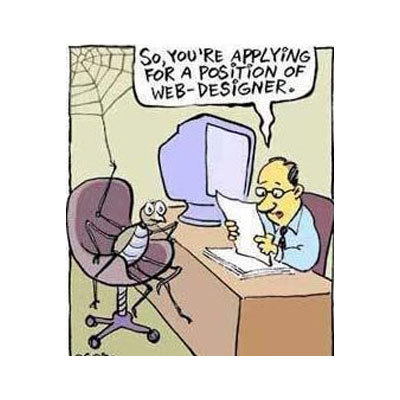 SO, YOU'RE APPLYING
FOR A POSITION OF
WEB-DESIGNER.